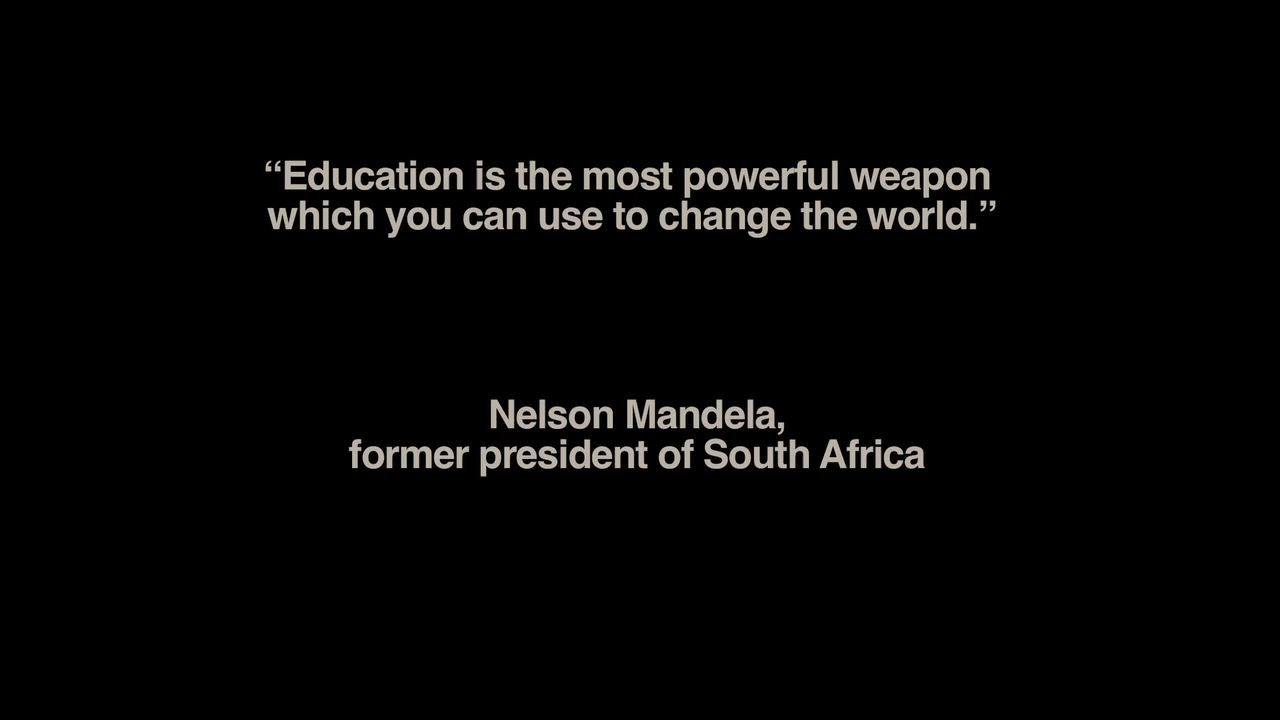 “Education is the most powerful weapon
which you can use to change the world.”
Nelson Mandela,
former president of South Africa